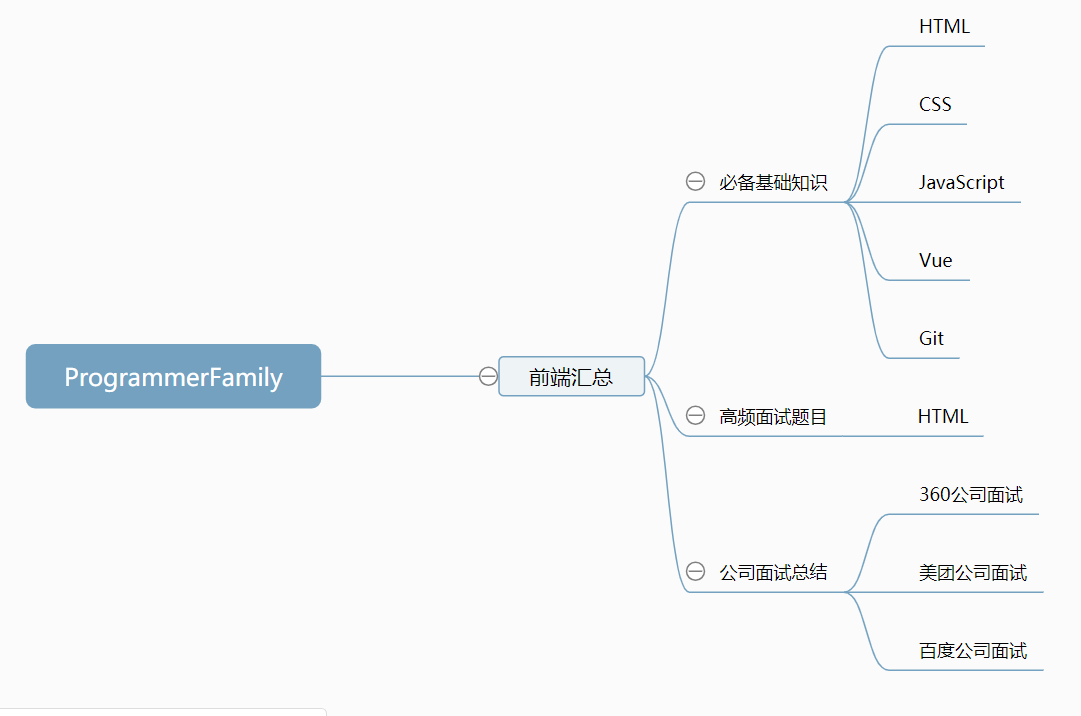 ProgrammerFamily
前端汇总
必备基础知识
HTML
CSS
JavaScript
Vue
Git
高频面试题目
HTML
公司面试总结
360公司面试
美团公司面试
百度公司面试